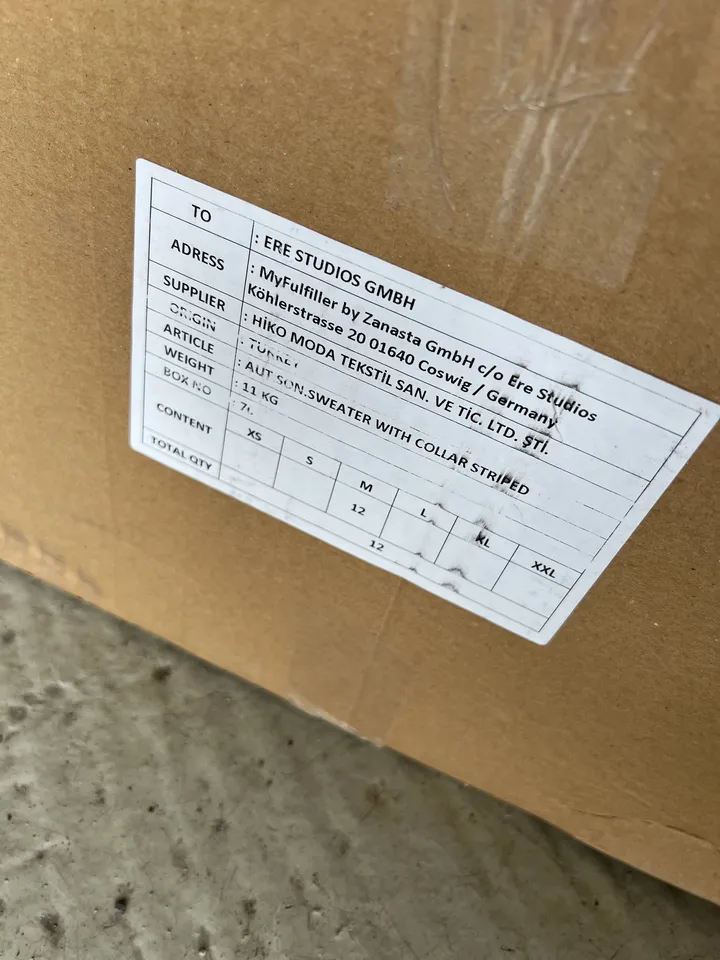 TO : ERE STUDIOS GMBH
ADRESS : MyFulfiller by Zanasta GmbH c/o Ere Studios
Köhlerstrasse 20 01640 Coswig / Germany
SUPPLIER : HİKO MODA TEKSTİL SAN. VE TİC. LTD. ŞTİ.
ORIGIN : TURKEY
ARTICLE : AUT SON.SWEATER WITH COLLAR STRIPED
WEIGHT : 11 KG
BOX NO :
CONTENT XS S M L XL XXL
12
TOTAL QTY 12